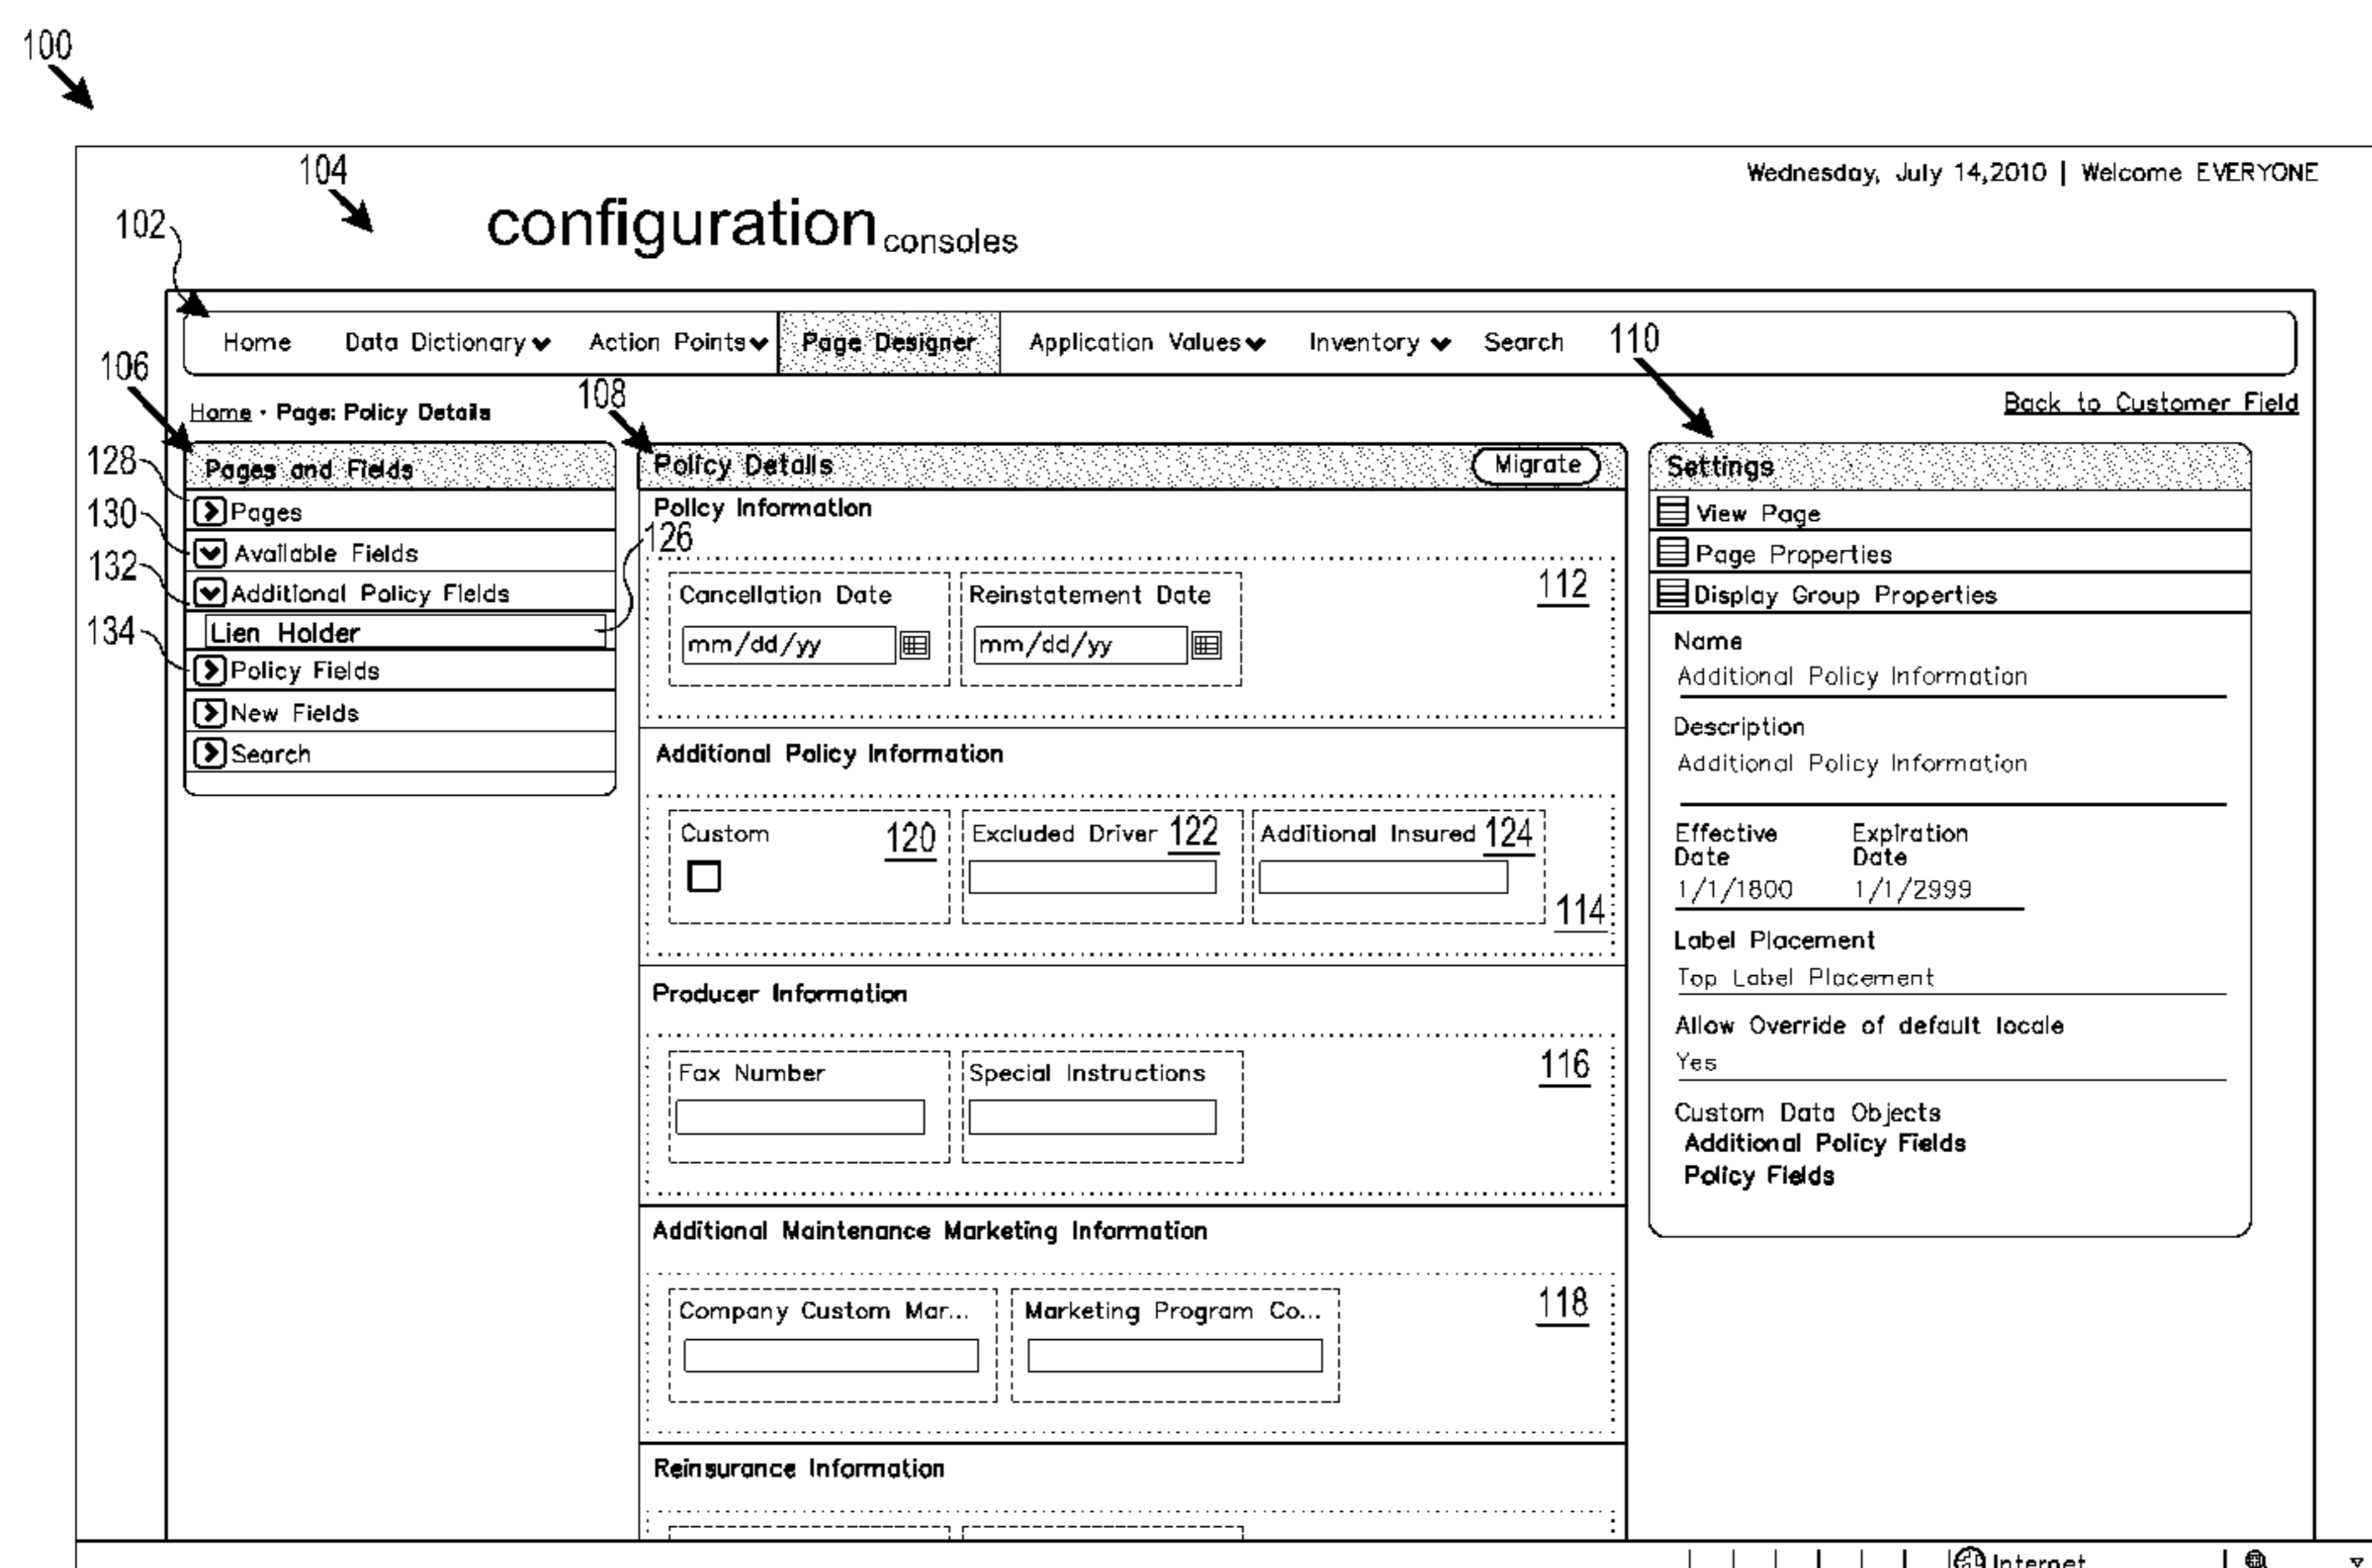 100
104
Wednesday, July 14,2010 | Welcome EVERYONE
102
configuration consoles
Home Data Dictionary Action Points Page Designer Application Values Inventory Search
110
106
108
Home · Page: Policy Details
Back to Customer Field
128
Pages and Fields
Pages
130
Available Fields
132
Additional Policy Fields
Lien Holder
126
134
Policy Fields
New Fields
Search
Policy Details Migrate
Policy Information
Cancellation Date Reinstatement Date 112
mm/dd/yy mm/dd/yy
Additional Policy Information
Custom 120 Excluded Driver 122 Additional Insured 124
114
Producer Information
Fax Number Special Instructions 116
Additional Maintenance Marketing Information
Company Custom Mar... Marketing Program Co... 118
Reinsurance Information
Settings
View Page
Page Properties
Display Group Properties
Name
Additional Policy Information
Description
Additional Policy Information
Effective Date Expiration Date
1/1/1800 1/1/2999
Label Placement
Top Label Placement
Allow Override of default locale
Yes
Custom Data Objects
Additional Policy Fields
Policy Fields
Internet